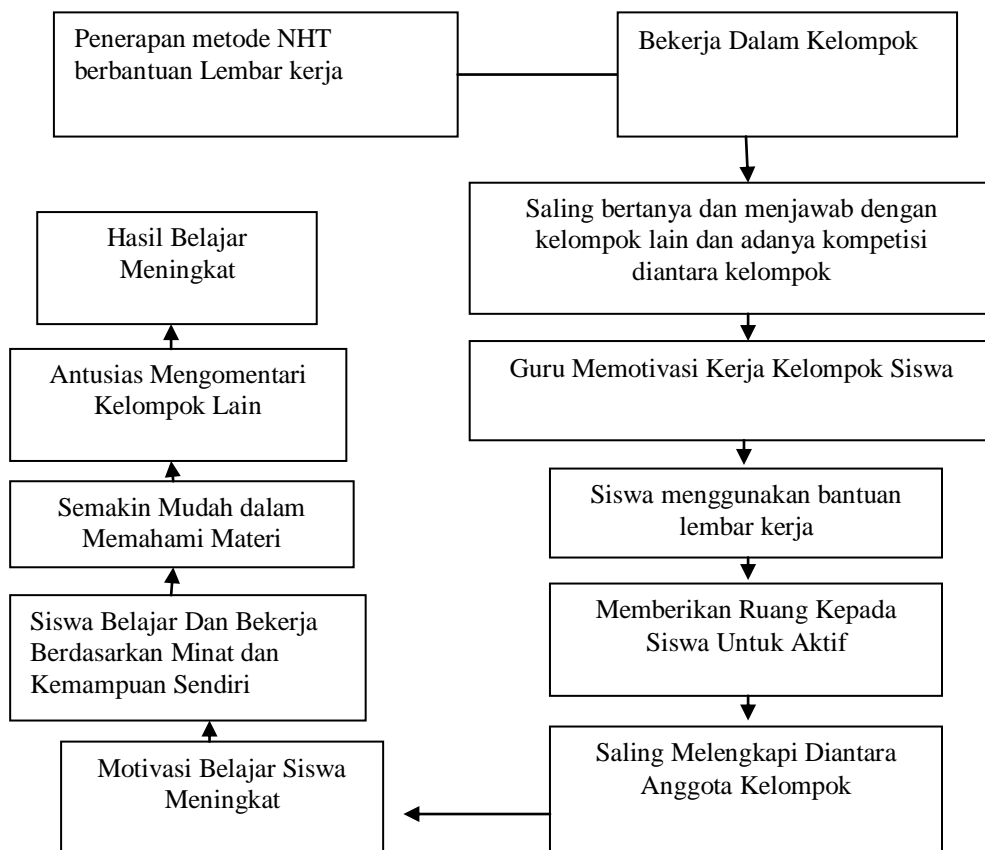 Penerapan metode NHT
berbantuan Lembar kerja
Bekerja Dalam Kelompok
Saling bertanya dan menjawab dengan
kelompok lain dan adanya kompetisi
diantara kelompok
Guru Memotivasi Kerja Kelompok Siswa
Siswa menggunakan bantuan
lembar kerja
Memberikan Ruang Kepada
Siswa Untuk Aktif
Saling Melengkapi Diantara
Anggota Kelompok
Motivasi Belajar Siswa
Meningkat
Siswa Belajar Dan Bekerja
Berdasarkan Minat dan
Kemampuan Sendiri
Semakin Mudah dalam
Memahami Materi
Antusias Mengomentari
Kelompok Lain
Hasil Belajar
Meningkat